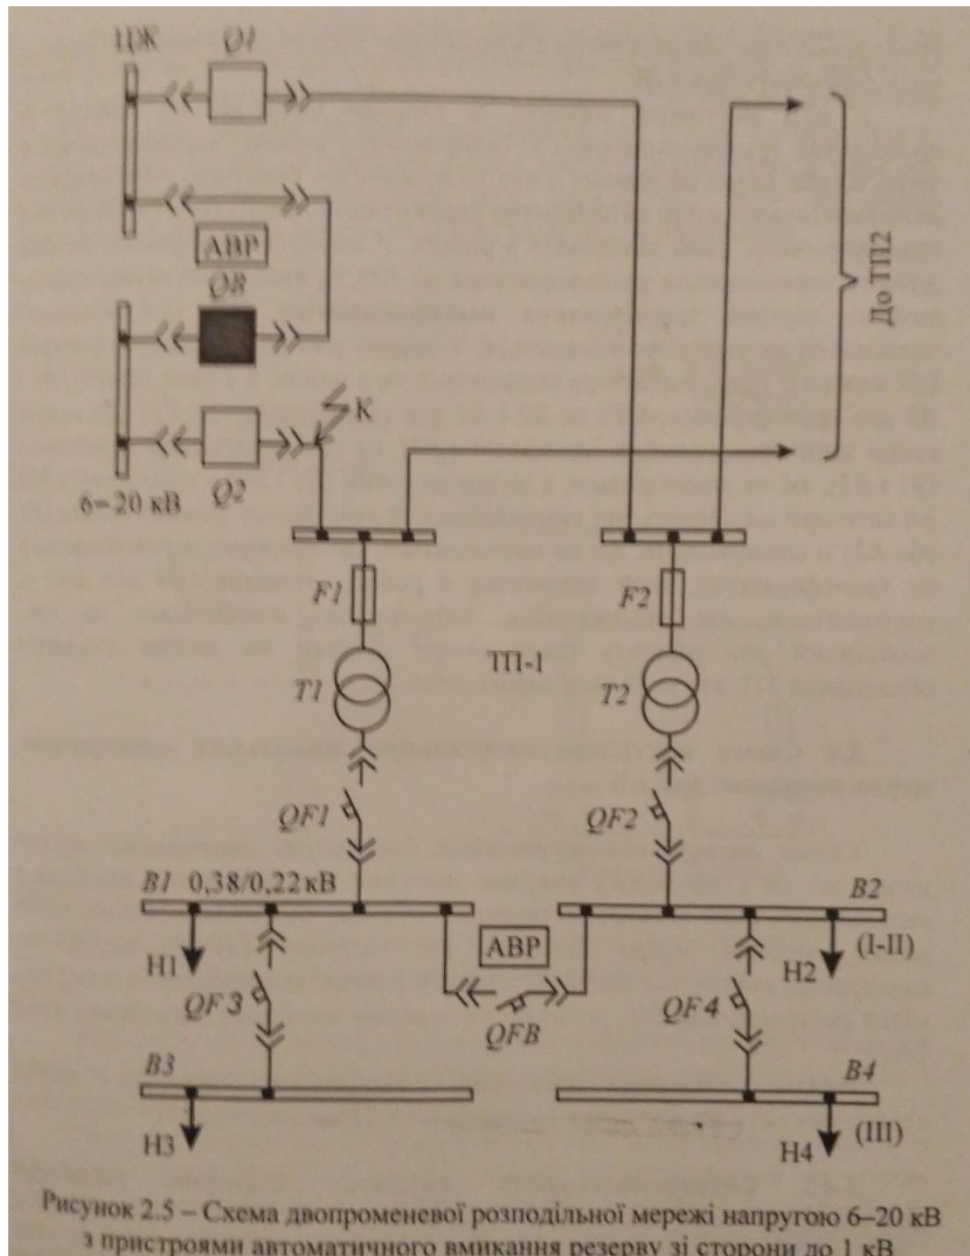 ЦЖ
Q1
АВР
QB
К
Q2
6–20 кВ
До ТП2
F1
F2
ТП-1
T1
T2
QF1
QF2
B1 0,38/0,22 кВ
B2
АВР
H1
H2
(I-II)
QF3
QFB
QF4
B3
B4
H3
H4
(III)
Рисунок 2.5 – Схема двопроменевої розподільної мережі напругою 6–20 кВ
з пристроями автоматичного вмикання резерву зі сторони до 1 кВ